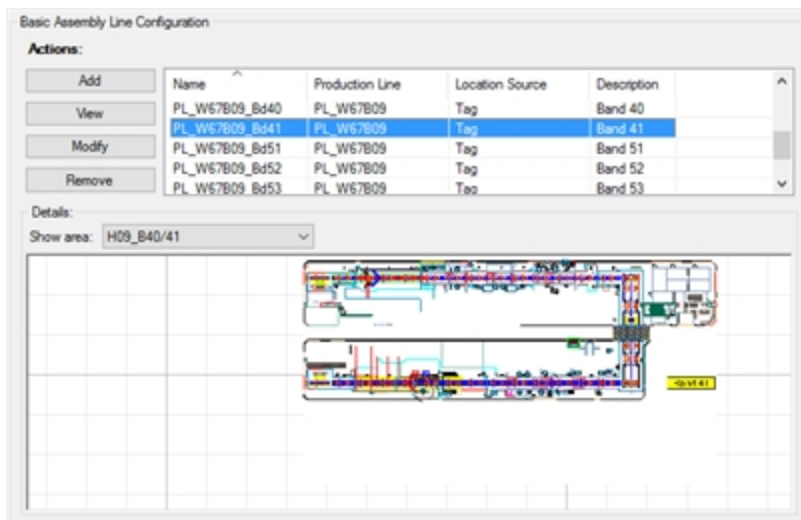 Basic Assembly Line Configuration
Actions:
Add
View
Modify
Remove
Name Production Line Location Source Description
PL_W67B09_Bd40 PL_W67B09 Tag Band 40
PL_W67B09_Bd41 PL_W67B09 Tag Band 41
PL_W67B09_Bd51 PL_W67B09 Tag Band 51
PL_W67B09_Bd52 PL_W67B09 Tag Band 52
PL_W67B09_Bd53 PL_W67B09 Tag Band 53
Details:
Show area: H09_B40/41